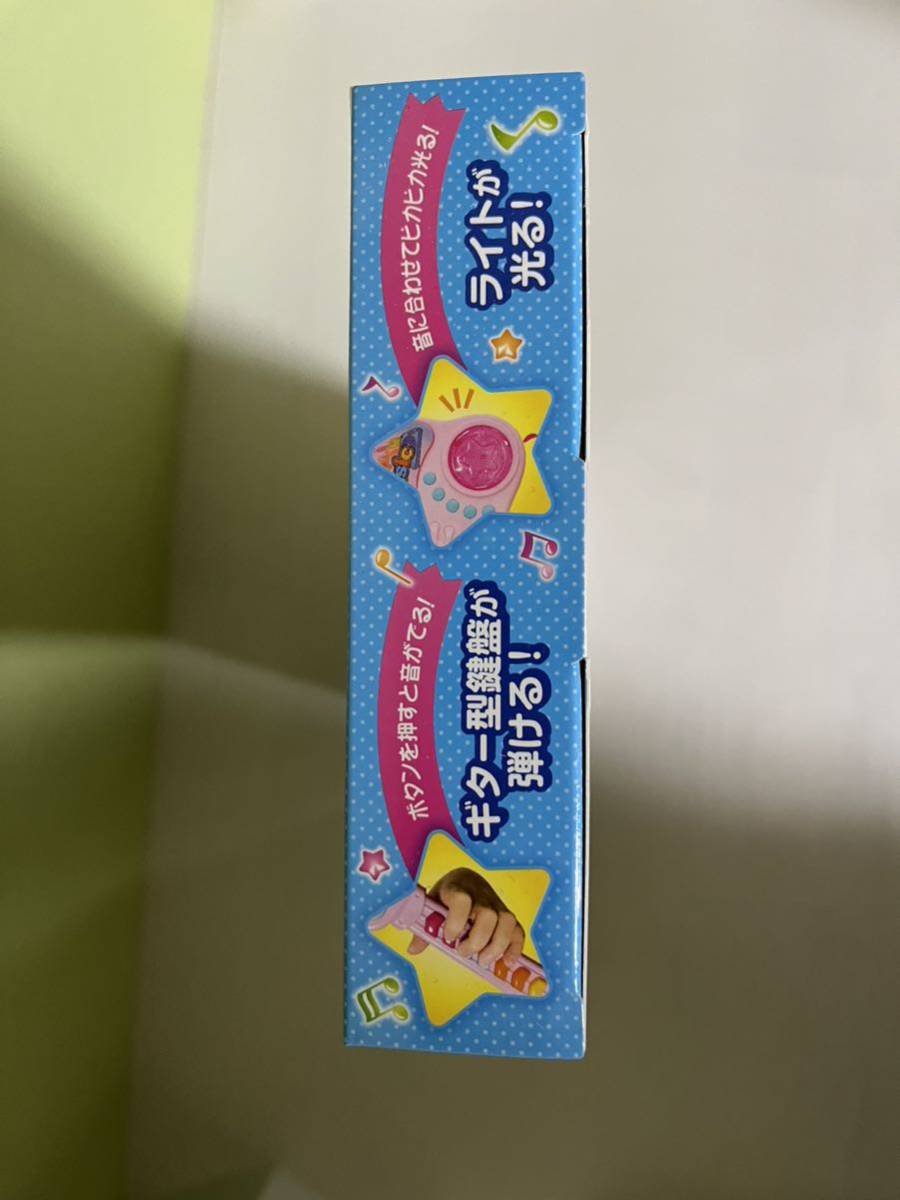 ボタンを押すと音がでる!
ギター型鍵盤が
弾ける!
音に合わせてピカピカ光る!
ライトが
光る!